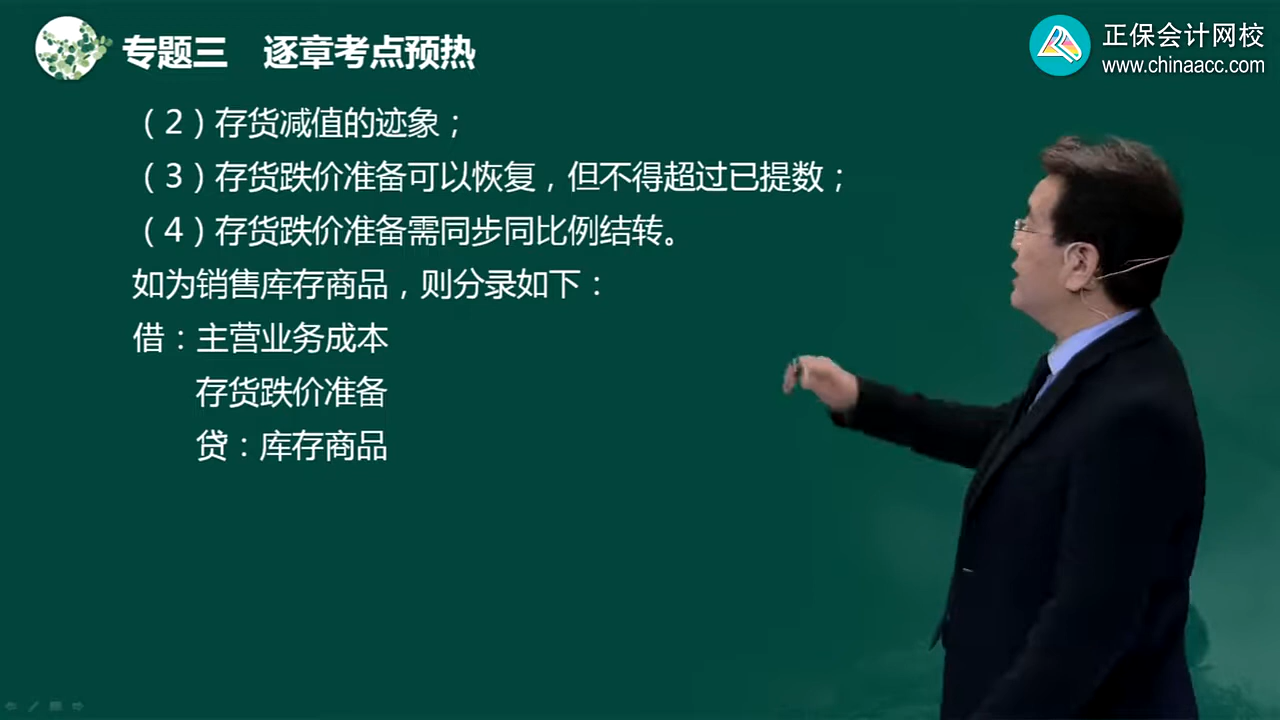 专题三 逐章考点预热
正保会计网校
www.chinaacc.com
（2）存货减值的迹象；
（3）存货跌价准备可以恢复，但不得超过已提数；
（4）存货跌价准备需同步同比例结转。
如为销售库存商品，则分录如下：
借：主营业务成本
存货跌价准备
贷：库存商品